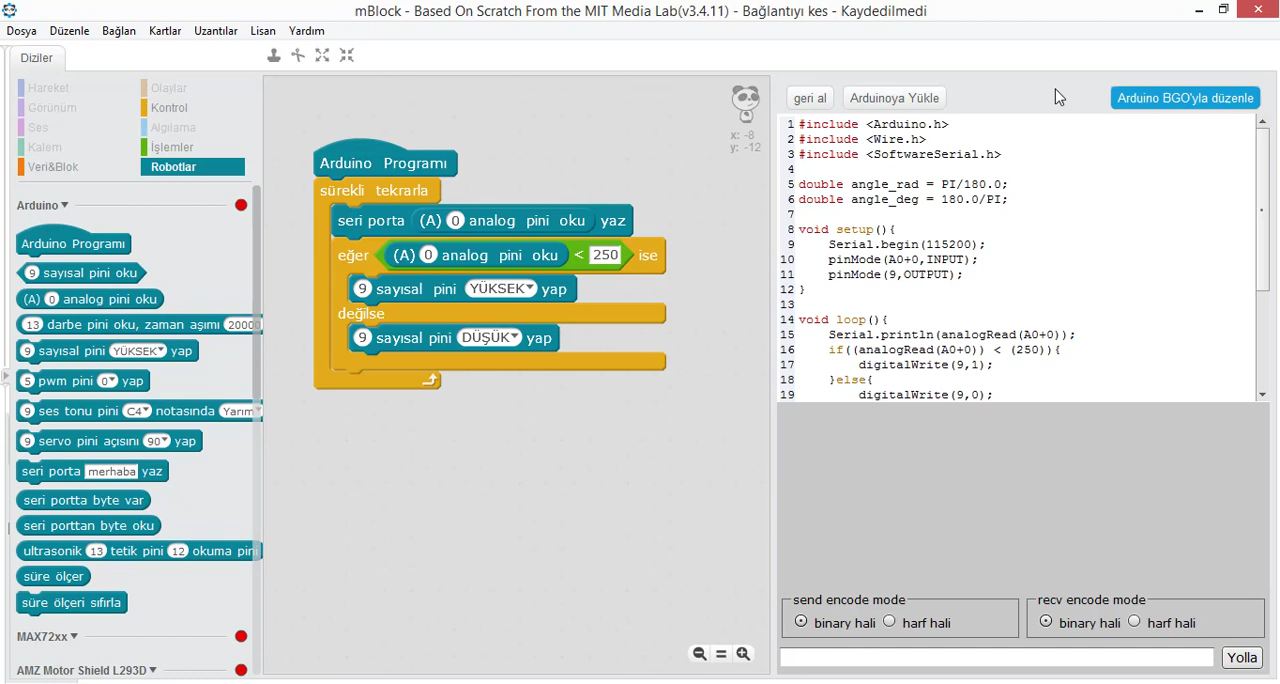 mBlock - Based On Scratch From the MIT Media Lab(v3.4.11) - Bağlantıyı kes - Kaydedilmedi
Dosya Düzenle Bağlan Kartlar Uzantılar Lisan Yardım
Diziler
Hareket Olaylar
Görünüm Kontrol
Ses Algılama
Kalem İşlemler
Veri&Blok Robotlar
Arduino
Arduino Programı
9 sayısal pini oku
(A) 0 analog pini oku
13 darbe pini oku, zaman aşımı 20000
9 sayısal pini YÜKSEK yap
5 pwm pini 0 yap
9 ses tonu pini C4 notasında Yarım
9 servo pini açısını 90 yap
seri porta merhaba yaz
seri portta byte var
seri porttan byte oku
ultrasonik 13 tetik pini 12 okuma pini
süre ölçer
süre ölçeri sıfırla
MAX72xx
AMZ Motor Shield L293D
x: -8
y: -12
Arduino Programı
sürekli tekrarla
seri porta (A) 0 analog pini oku yaz
eğer (A) 0 analog pini oku < 250 ise
9 sayısal pini YÜKSEK yap
değilse
9 sayısal pini DÜŞÜK yap
geri al Arduinoya Yükle Arduino BGO'yla düzenle
1 #include <Arduino.h>
2 #include <Wire.h>
3 #include <SoftwareSerial.h>
4
5 double angle_rad = PI/180.0;
6 double angle_deg = 180.0/PI;
7
8 void setup(){
9 Serial.begin(115200);
10 pinMode(A0+0,INPUT);
11 pinMode(9,OUTPUT);
12 }
13
14 void loop(){
15 Serial.println(analogRead(A0+0));
16 if((analogRead(A0+0)) < (250)){
17 digitalWrite(9,1);
18 }else{
19 digitalWrite(9,0);
send encode mode recv encode mode
binary hali harf hali binary hali harf hali
Yolla